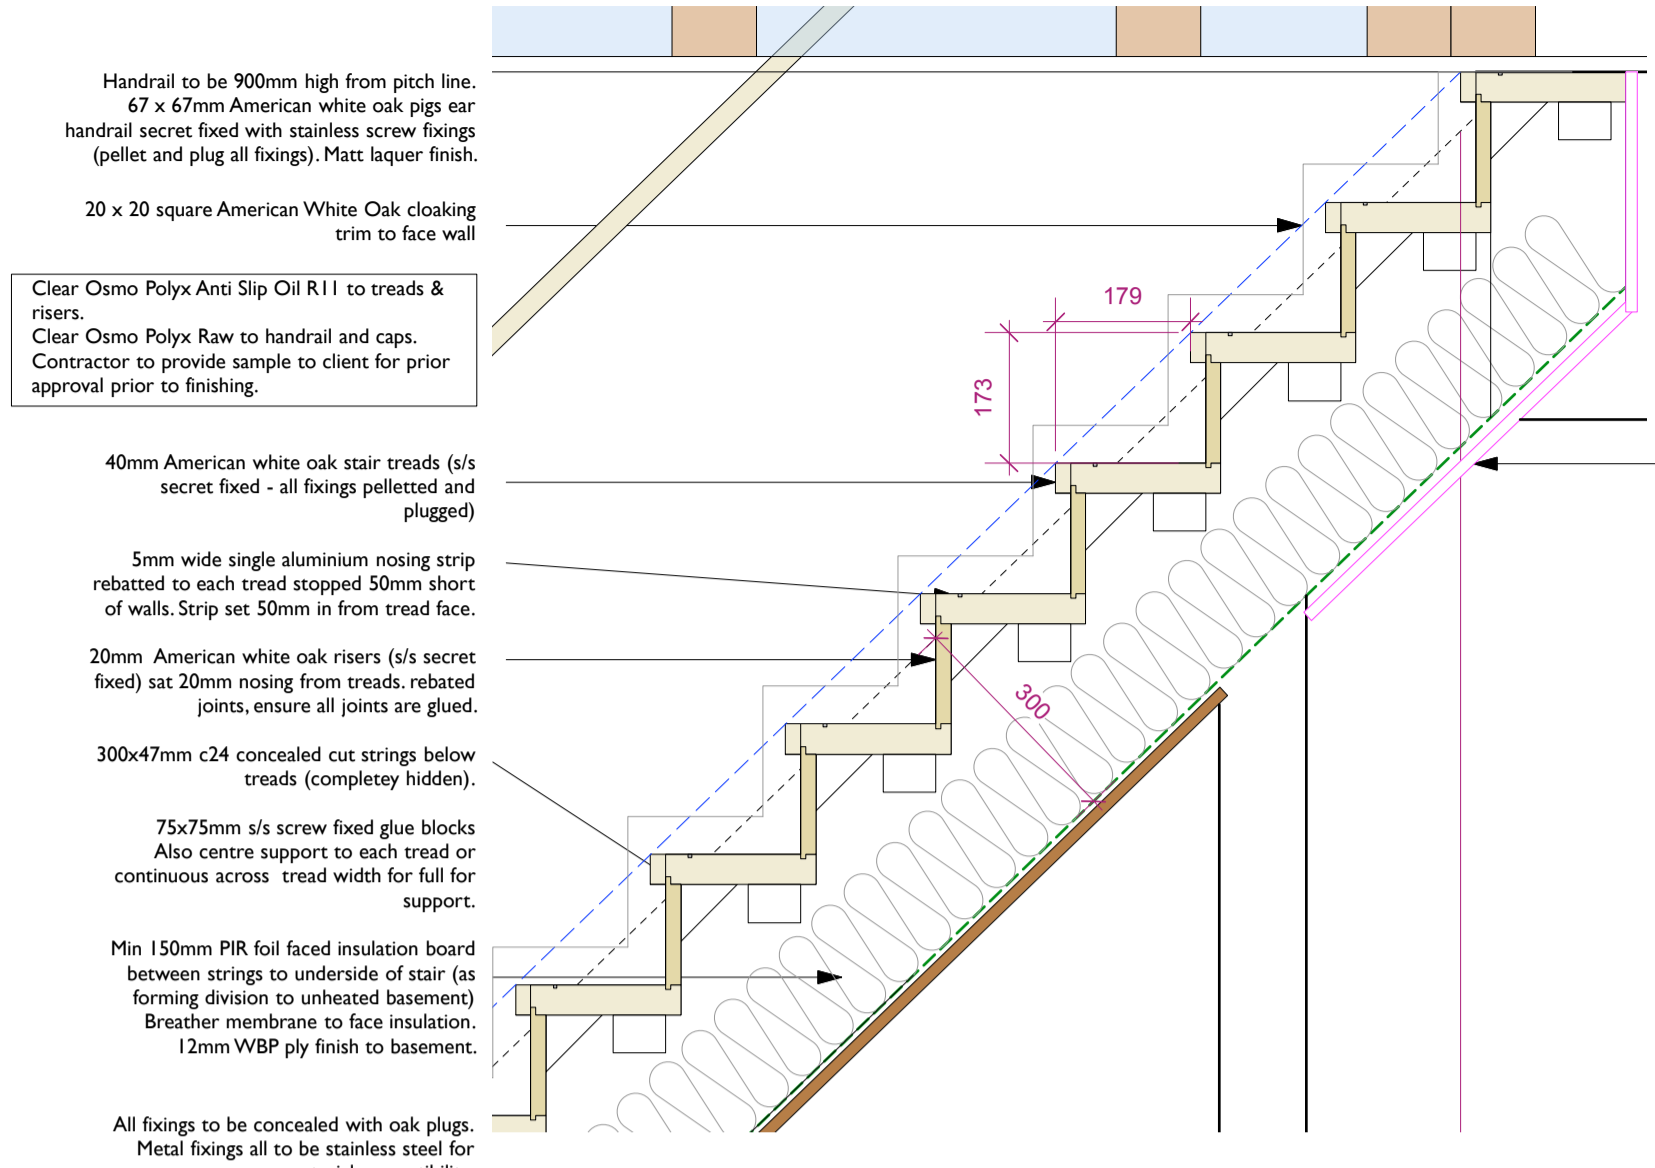 Handrail to be 900mm high from pitch line.
67 x 67mm American white oak pigs ear
handrail secret fixed with stainless screw fixings
(pellet and plug all fixings). Matt laquer finish.
20 x 20 square American White Oak cloaking
trim to face wall
Clear Osmo Polyx Anti Slip Oil R11 to treads &
risers.
Clear Osmo Polyx Raw to handrail and caps.
Contractor to provide sample to client for prior
approval prior to finishing.
40mm American white oak stair treads (s/s
secret fixed - all fixings pelletted and
plugged)
5mm wide single aluminium nosing strip
rebatted to each tread stopped 50mm short
of walls. Strip set 50mm in from tread face.
20mm American white oak risers (s/s secret
fixed) sat 20mm nosing from treads. rebated
joints, ensure all joints are glued.
300x47mm c24 concealed cut strings below
treads (completey hidden).
75x75mm s/s screw fixed glue blocks
Also centre support to each tread or
continuous across tread width for full for
support.
Min 150mm PIR foil faced insulation board
between strings to underside of stair (as
forming division to unheated basement)
Breather membrane to face insulation.
12mm WBP ply finish to basement.
All fixings to be concealed with oak plugs.
Metal fixings all to be stainless steel for
179
173
300